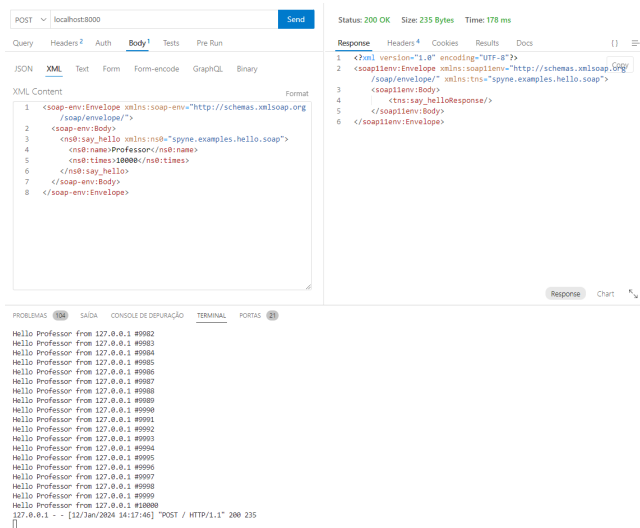 POST localhost:8000 Send
Query Headers 2 Auth Body 1 Tests Pre Run
JSON XML Text Form Form-encode GraphQL Binary
XML Content Format
1 <soap-env:Envelope xmlns:soap-env="http://schemas.xmlsoap.org
/soap/envelope/">
2 <soap-env:Body>
3 <ns0:say_hello xmlns:ns0="spyne.examples.hello.soap">
4 <ns0:name>Professor</ns0:name>
5 <ns0:times>10000</ns0:times>
6 </ns0:say_hello>
7 </soap-env:Body>
8 </soap-env:Envelope>
Status: 200 OK Size: 235 Bytes Time: 178 ms
Response Headers 4 Cookies Results Docs {}
Copy
1 <?xml version="1.0" encoding="UTF-8"?>
2 <soap11env:Envelope xmlns:soap11env="http://schemas.xmlsoap.org
/soap/envelope/" xmlns:tns="spyne.examples.hello.soap">
3 <soap11env:Body>
4 <tns:say_helloResponse/>
5 </soap11env:Body>
6 </soap11env:Envelope>
Response Chart
PROBLEMAS 104 SAÍDA CONSOLE DE DEPURAÇÃO TERMINAL PORTAS 21
Hello Professor from 127.0.0.1 #9982
Hello Professor from 127.0.0.1 #9983
Hello Professor from 127.0.0.1 #9984
Hello Professor from 127.0.0.1 #9985
Hello Professor from 127.0.0.1 #9986
Hello Professor from 127.0.0.1 #9987
Hello Professor from 127.0.0.1 #9988
Hello Professor from 127.0.0.1 #9989
Hello Professor from 127.0.0.1 #9990
Hello Professor from 127.0.0.1 #9991
Hello Professor from 127.0.0.1 #9992
Hello Professor from 127.0.0.1 #9993
Hello Professor from 127.0.0.1 #9994
Hello Professor from 127.0.0.1 #9995
Hello Professor from 127.0.0.1 #9996
Hello Professor from 127.0.0.1 #9997
Hello Professor from 127.0.0.1 #9998
Hello Professor from 127.0.0.1 #9999
Hello Professor from 127.0.0.1 #10000
127.0.0.1 - - [12/Jan/2024 14:17:46] "POST / HTTP/1.1" 200 235